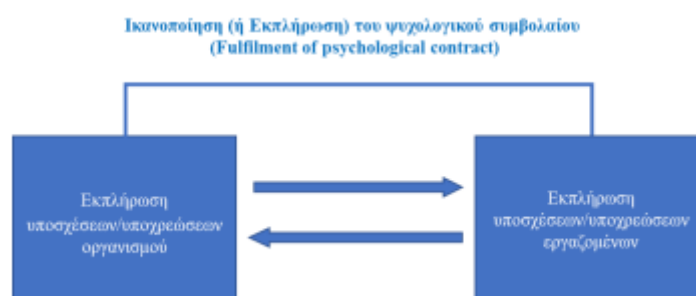 Ικανοποίηση (ή Εκπλήρωση) του ψυχολογικού συμβολαίου
(Fulfilment of psychological contract)
Εκπλήρωση
υποσχέσεων/υποχρεώσεων
οργανισμού
Εκπλήρωση
υποσχέσεων/υποχρεώσεων
εργαζομένων